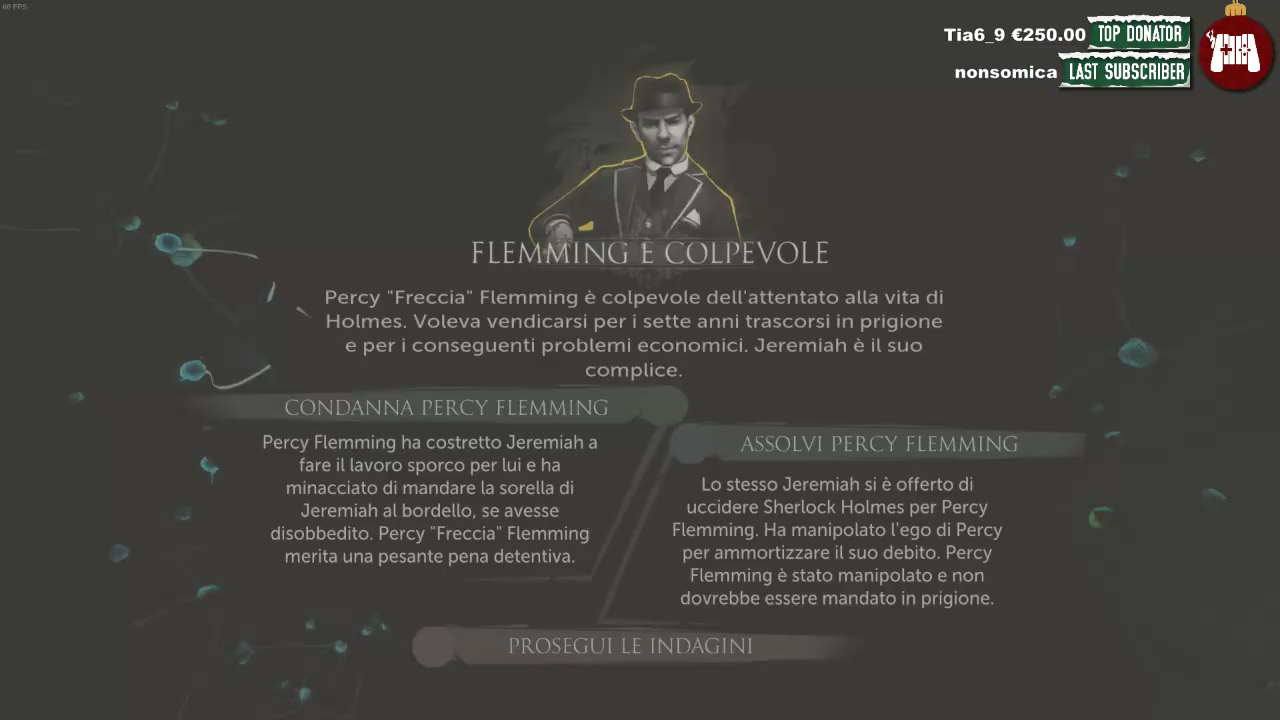 60 FPS
Tia6_9 €250.00 TOP DONATOR
nonsomica LAST SUBSCRIBER
FLEMMING È COLPEVOLE
Percy "Freccia" Flemming è colpevole dell'attentato alla vita di
Holmes. Voleva vendicarsi per i sette anni trascorsi in prigione
e per i conseguenti problemi economici. Jeremiah è il suo
complice.
CONDANNA PERCY FLEMMING
Percy Flemming ha costretto Jeremiah a
fare il lavoro sporco per lui e ha
minacciato di mandare la sorella di
Jeremiah al bordello, se avesse
disobbedito. Percy "Freccia" Flemming
merita una pesante pena detentiva.
ASSOLVI PERCY FLEMMING
Lo stesso Jeremiah si è offerto di
uccidere Sherlock Holmes per Percy
Flemming. Ha manipolato l'ego di Percy
per ammortizzare il suo debito. Percy
Flemming è stato manipolato e non
dovrebbe essere mandato in prigione.
PROSEGUI LE INDAGINI